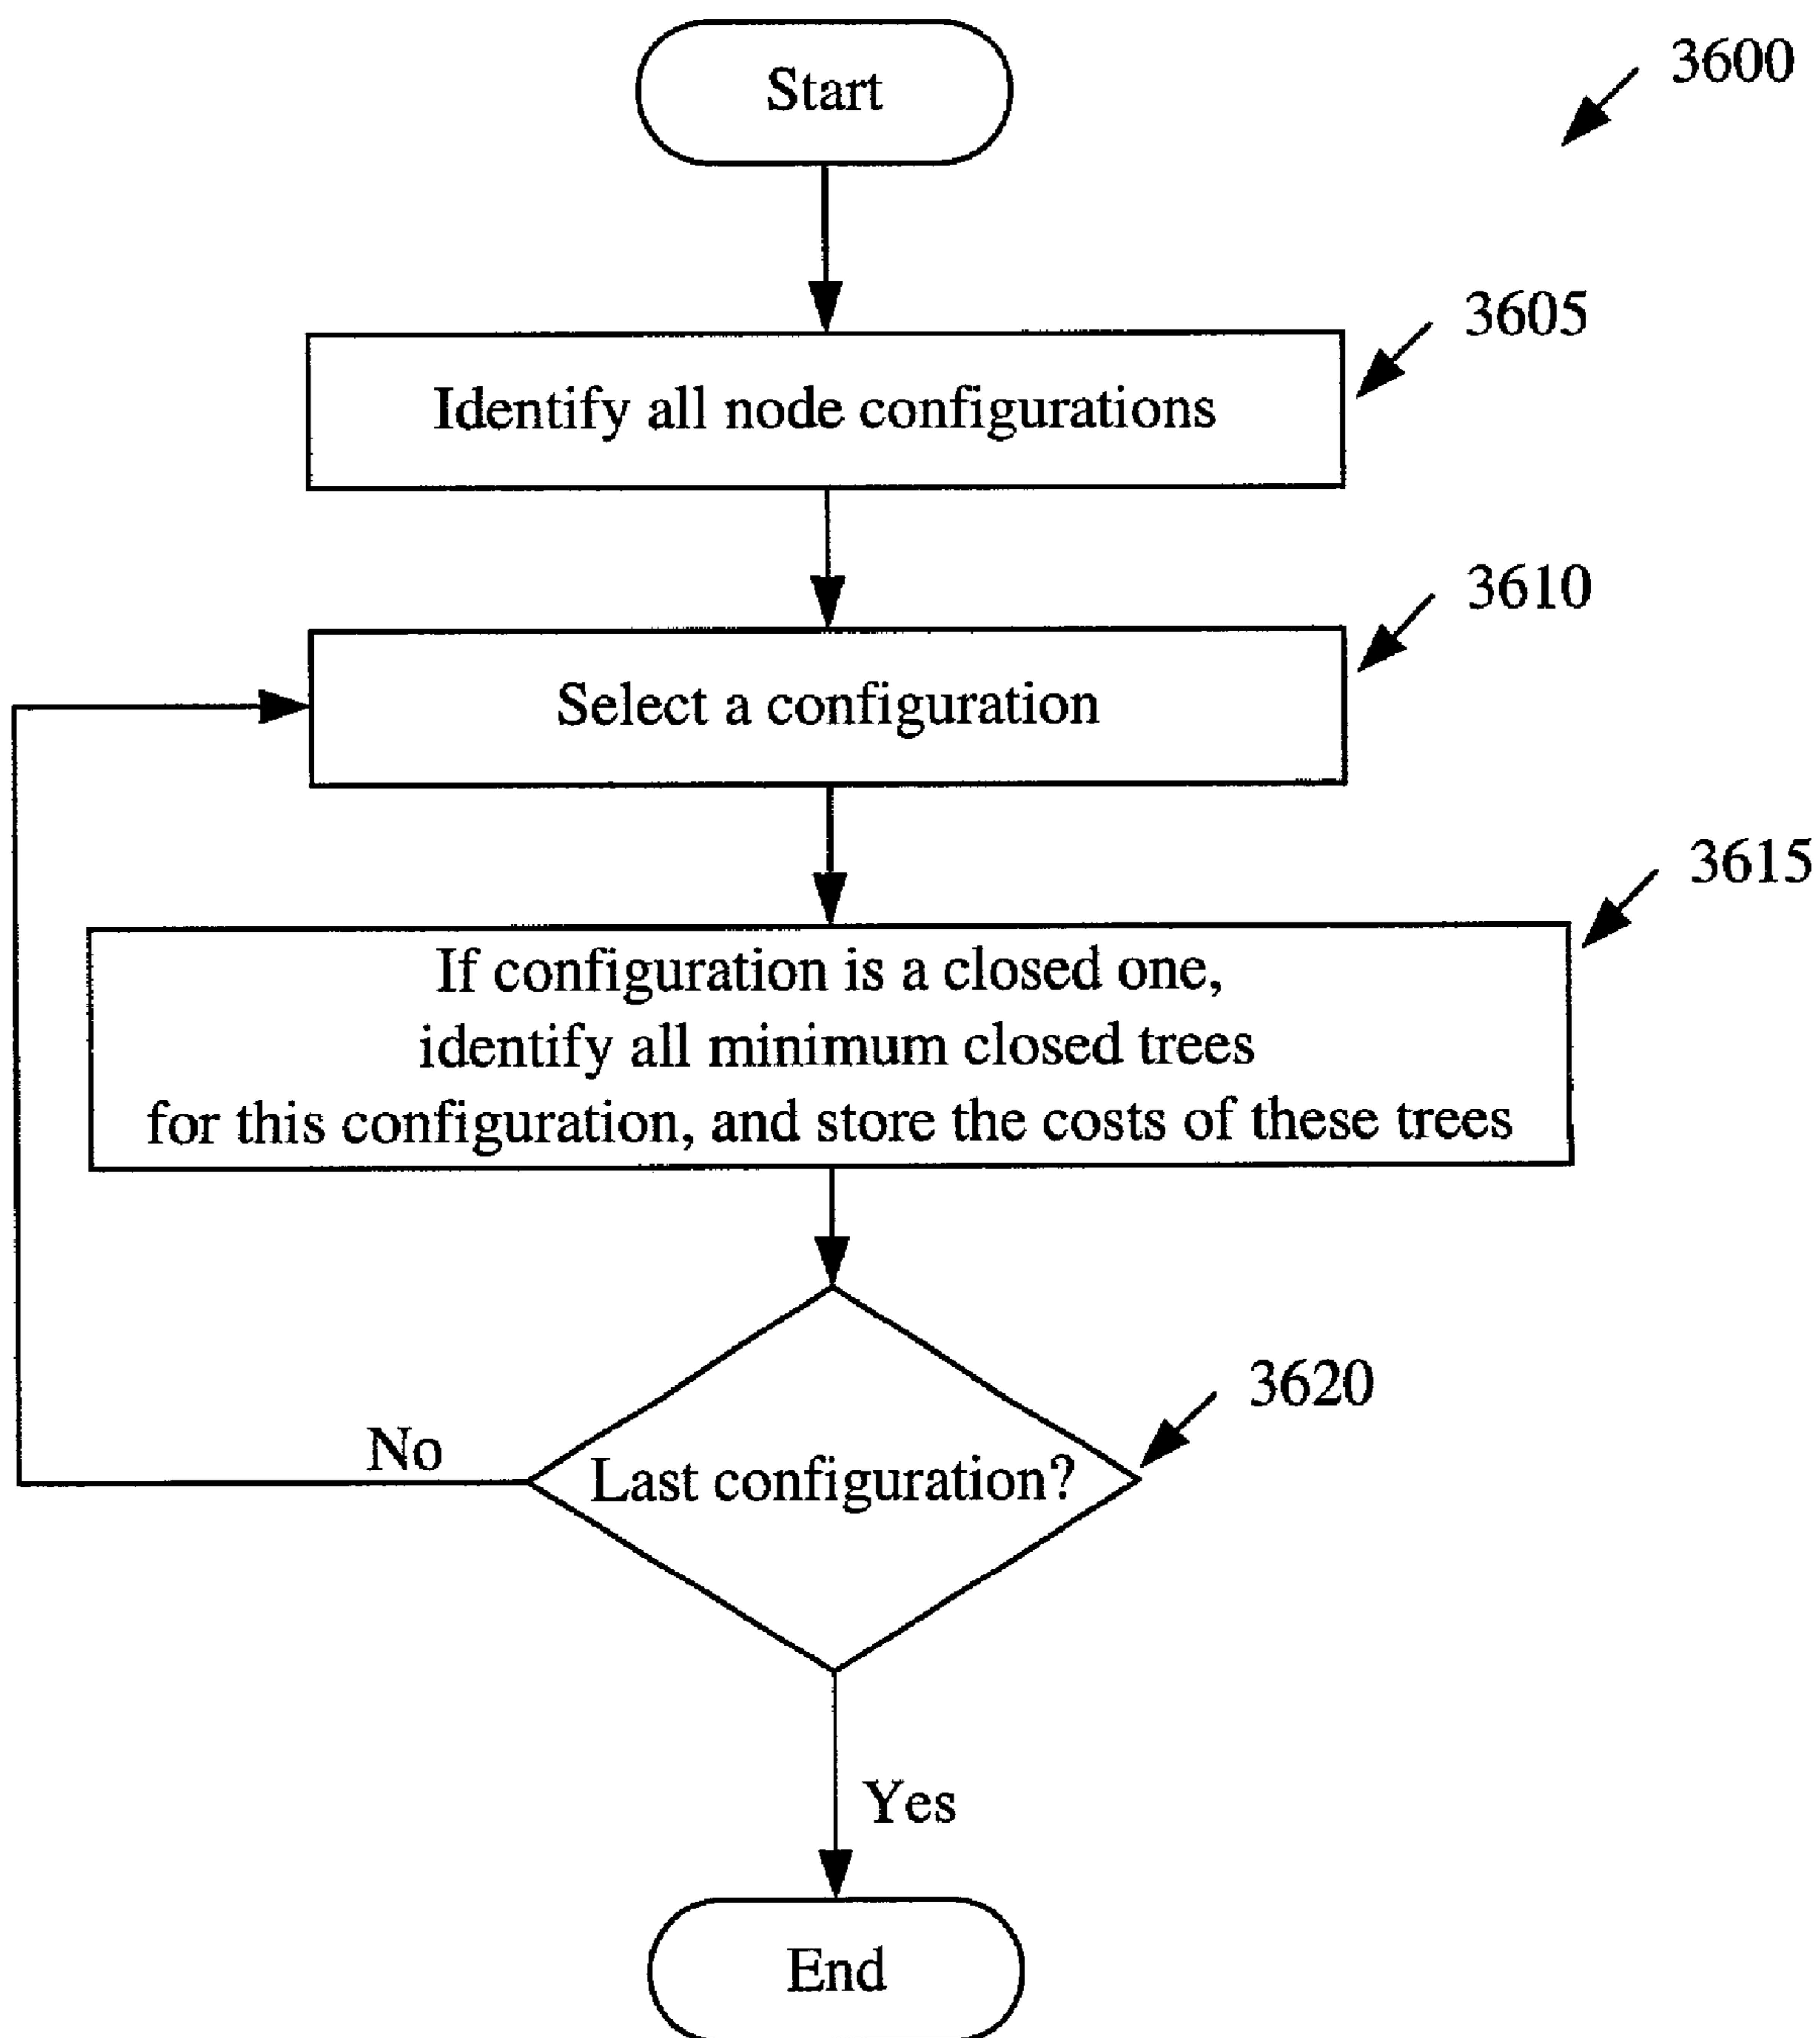 Start
3600
3605
Identify all node configurations
3610
Select a configuration
3615
If configuration is a closed one,
identify all minimum closed trees
for this configuration, and store the costs of these trees
3620
No
Last configuration?
Yes
End